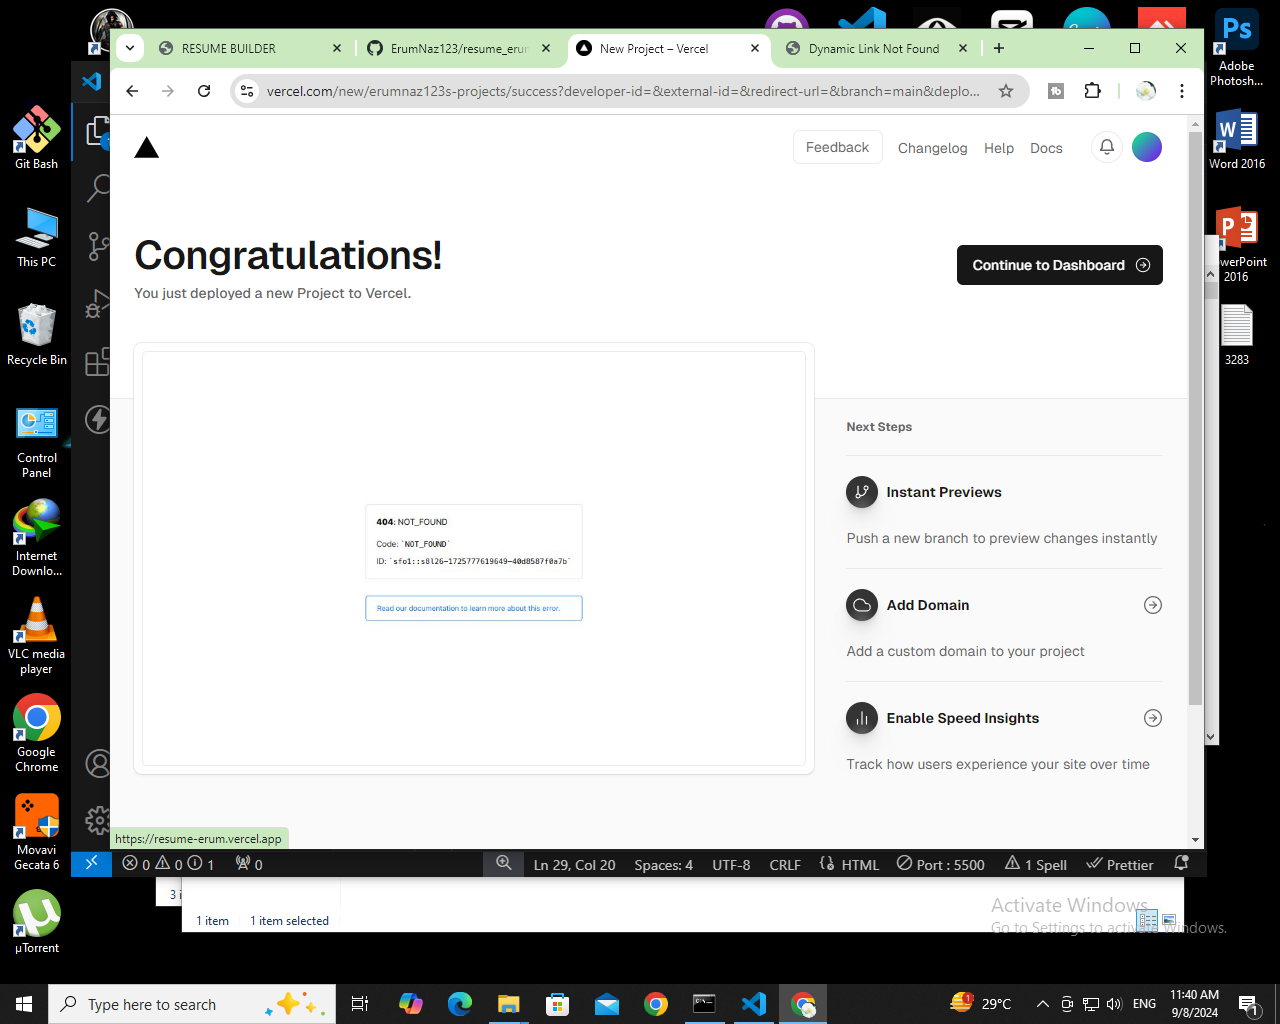 RESUME BUILDER
ErumNaz123/resume_erum
New Project – Vercel
Dynamic Link Not Found
vercel.com/new/erumnaz123s-projects/success?developer-id=&external-id=&redirect-url=&branch=main&deplo...
Feedback
Changelog
Help
Docs
Congratulations!
You just deployed a new Project to Vercel.
Continue to Dashboard
404: NOT_FOUND
Code: `NOT_FOUND`
ID: `sfo1::s8l26-1725777619649-40d8587f0a7b`
Read our documentation to learn more about this error.
Next Steps
Instant Previews
Push a new branch to preview changes instantly
Add Domain
Add a custom domain to your project
Enable Speed Insights
Track how users experience your site over time
https://resume-erum.vercel.app
0 0 1 0
Ln 29, Col 20
Spaces: 4
UTF-8
CRLF
HTML
Port : 5500
1 Spell
Prettier
3 i
1 item
1 item selected
Activate Windows
Go to Settings to activate Windows.
Git Bash
This PC
Recycle Bin
Control
Panel
Internet
Downlo...
VLC media
player
Google
Chrome
Movavi
Gecata 6
µTorrent
Ps
Adobe
Photosh...
Word 2016
PowerPoint
2016
3283
Type here to search
1
29°C
ENG
11:40 AM
9/8/2024
1